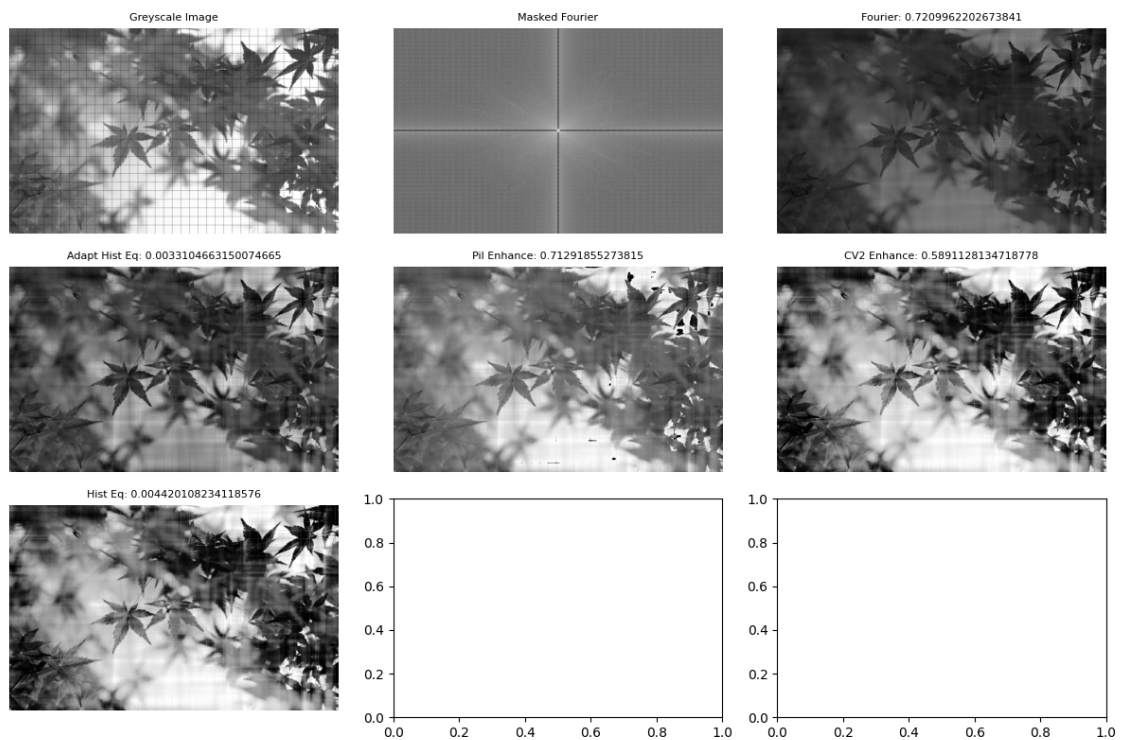 Greyscale Image
Masked Fourier
Fourier: 0.7209962202673841
Adapt Hist Eq: 0.0033104663150074665
Pil Enhance: 0.71291855273815
CV2 Enhance: 0.5891128134718778
Hist Eq: 0.004420108234118576
1.0
0.8
0.6
0.4
0.2
0.0
0.0 0.2 0.4 0.6 0.8 1.0
1.0
0.8
0.6
0.4
0.2
0.0
0.0 0.2 0.4 0.6 0.8 1.0